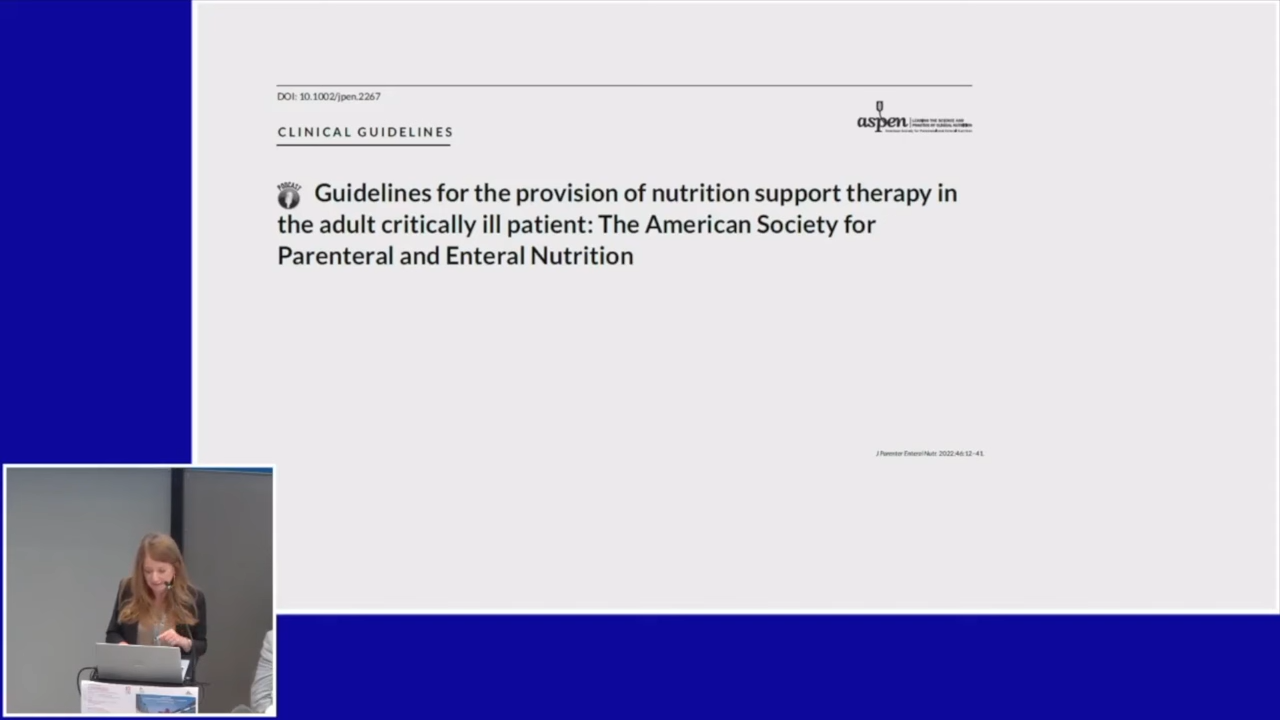 DOI: 10.1002/jpen.2267
CLINICAL GUIDELINES
aspen
PODCAST
Guidelines for the provision of nutrition support therapy in
the adult critically ill patient: The American Society for
Parenteral and Enteral Nutrition
J Parenter Enteral Nutr. 2022;46:12–41.